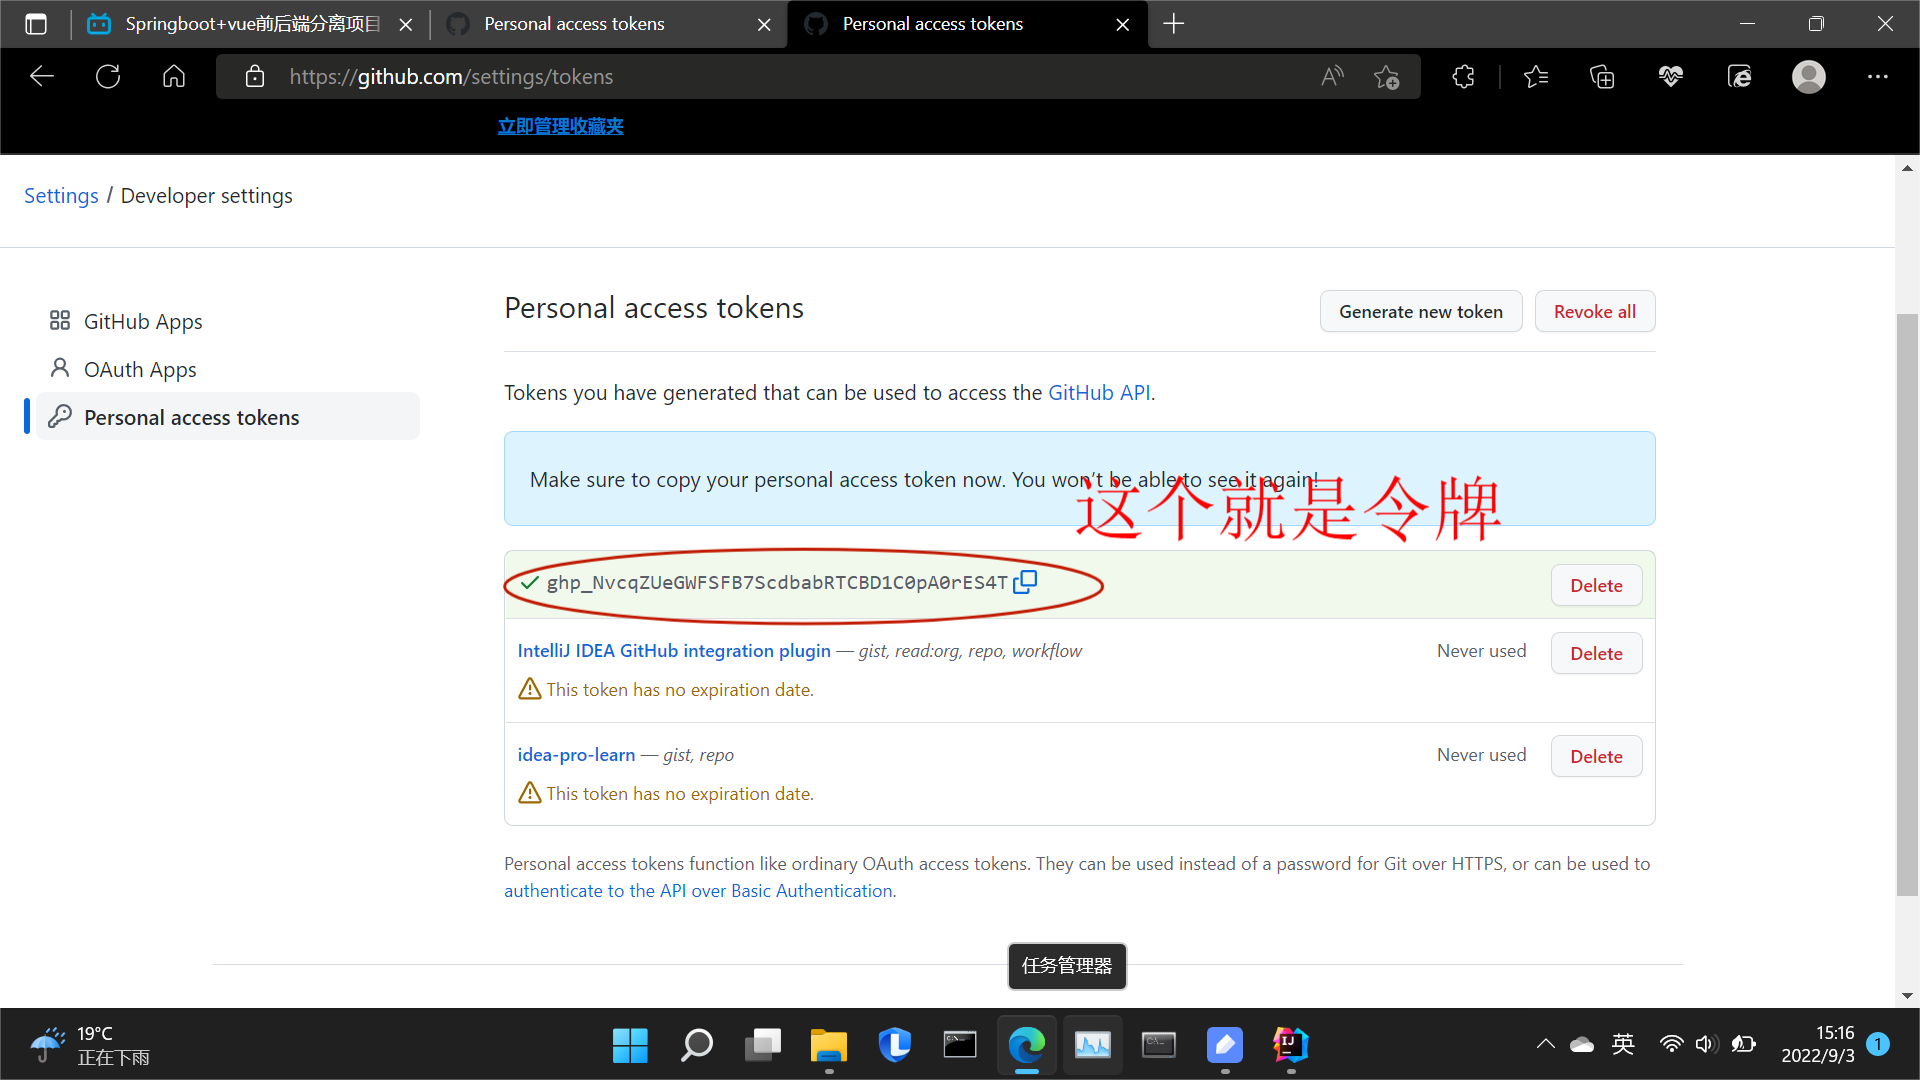 Springboot+vue前后端分离项目
Personal access tokens
Personal access tokens
https://github.com/settings/tokens
立即管理收藏夹
Settings / Developer settings
GitHub Apps
OAuth Apps
Personal access tokens
Personal access tokens
Generate new token
Revoke all
Tokens you have generated that can be used to access the GitHub API.
Make sure to copy your personal access token now. You won't be able to see it again!
这个就是令牌
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
Delete
IntelliJ IDEA GitHub integration plugin — gist, read:org, repo, workflow
Never used
Delete
This token has no expiration date.
idea-pro-learn — gist, repo
Never used
Delete
This token has no expiration date.
Personal access tokens function like ordinary OAuth access tokens. They can be used instead of a password for Git over HTTPS, or can be used to
authenticate to the API over Basic Authentication.
任务管理器
19°C
正在下雨
英
15:16
2022/9/3
1